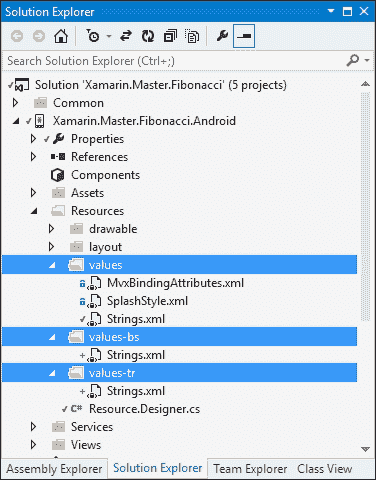 Solution Explorer
Search Solution Explorer (Ctrl+;)
Solution 'Xamarin.Master.Fibonacci' (5 projects)
Common
Xamarin.Master.Fibonacci.Android
Properties
References
Components
Assets
Resources
drawable
layout
values
MvxBindingAttributes.xml
SplashStyle.xml
Strings.xml
values-bs
Strings.xml
values-tr
Strings.xml
C# Resource.Designer.cs
Services
Views
Assembly Explorer Solution Explorer Team Explorer Class View